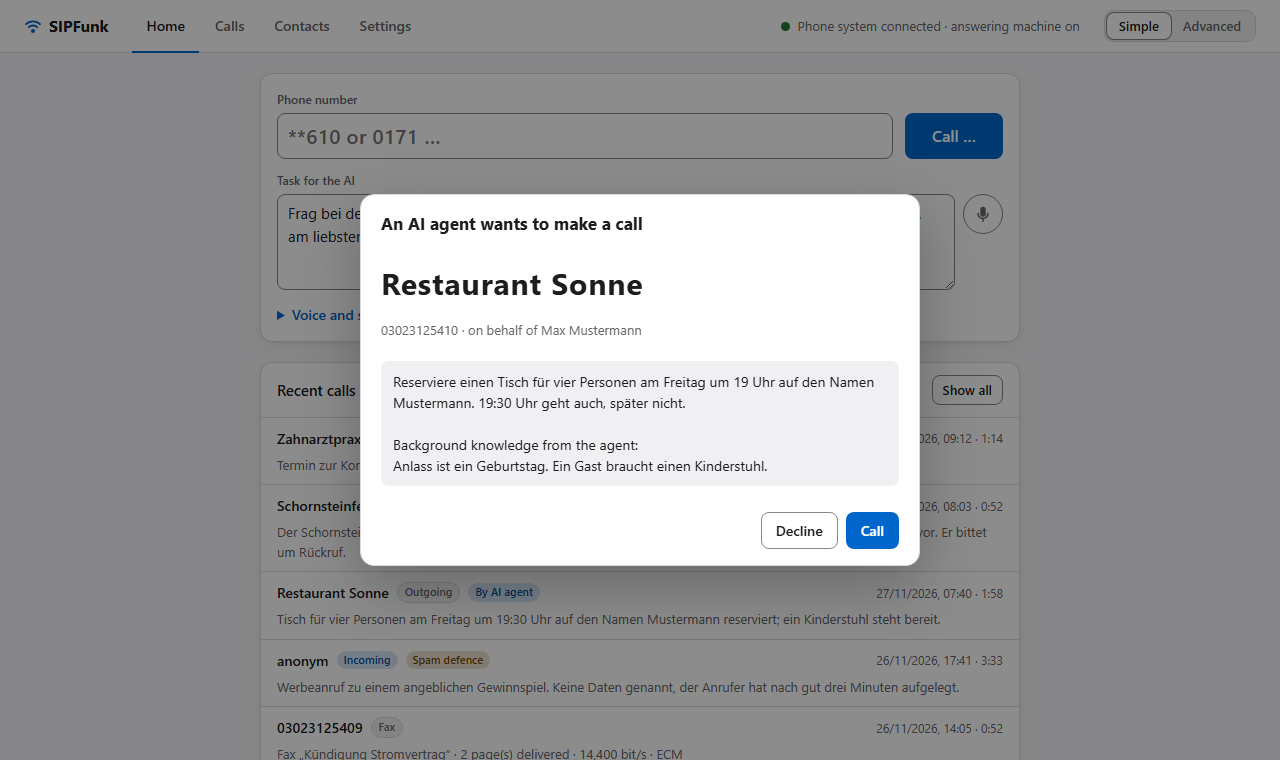 SIPFunk
Home
Calls
Contacts
Settings
Phone system connected · answering machine on
Simple
Advanced
Phone number
**610 or 0171 ...
Call ...
Task for the AI
Frag bei de
am liebster
An AI agent wants to make a call
Restaurant Sonne
03023125410 · on behalf of Max Mustermann
Reserviere einen Tisch für vier Personen am Freitag um 19 Uhr auf den Namen
Mustermann. 19:30 Uhr geht auch, später nicht.
Background knowledge from the agent:
Anlass ist ein Geburtstag. Ein Gast braucht einen Kinderstuhl.
Decline
Call
Voice and s
Recent calls
Show all
Zahnarztprax
026, 09:12 · 1:14
Termin zur Kor
Schornsteinfe
026, 08:03 · 0:52
Der Schornstei
vor. Er bittet
um Rückruf.
Restaurant Sonne
Outgoing
By AI agent
27/11/2026, 07:40 · 1:58
Tisch für vier Personen am Freitag um 19:30 Uhr auf den Namen Mustermann reserviert; ein Kinderstuhl steht bereit.
anonym
Incoming
Spam defence
26/11/2026, 17:41 · 3:33
Werbeanruf zu einem angeblichen Gewinnspiel. Keine Daten genannt, der Anrufer hat nach gut drei Minuten aufgelegt.
03023125409
Fax
26/11/2026, 14:05 · 0:52
Fax „Kündigung Stromvertrag“ · 2 page(s) delivered · 14,400 bit/s · ECM